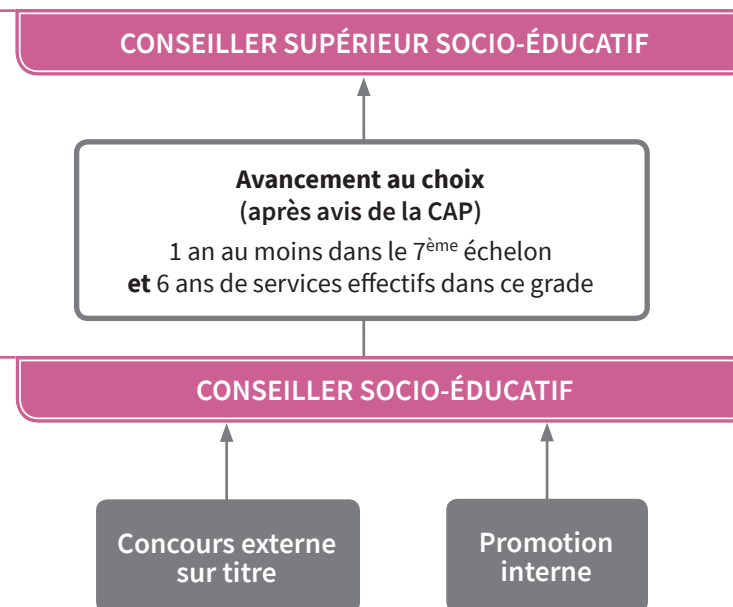 CONSEILLER SUPÉRIEUR SOCIO-ÉDUCATIF
Avancement au choix
(après avis de la CAP)
1 an au moins dans le 7ème échelon
et 6 ans de services effectifs dans ce grade
CONSEILLER SOCIO-ÉDUCATIF
Concours externe
sur titre
Promotion
interne